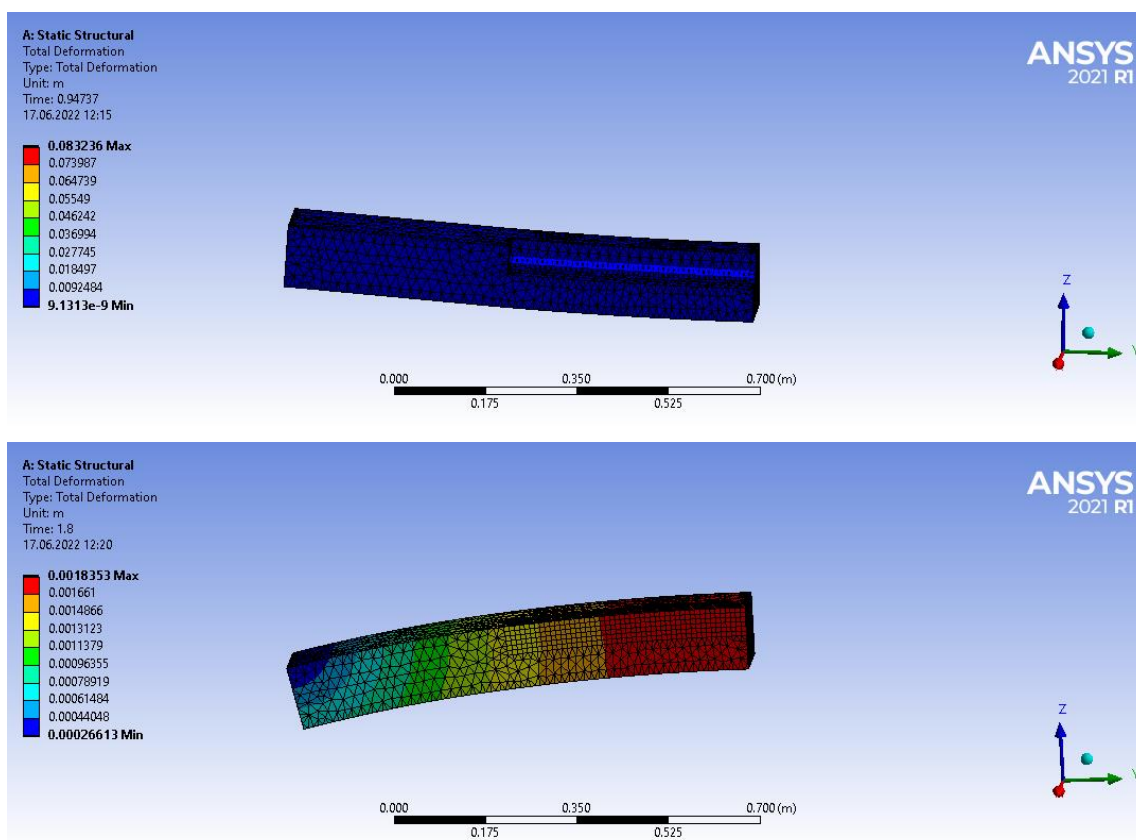 A: Static Structural
Total Deformation
Type: Total Deformation
Unit: m
Time: 0.94737
17.06.2022 12:15
ANSYS
2021 R1
0.083236 Max
0.073987
0.064739
0.05549
0.046242
0.036994
0.027745
0.018497
0.0092484
9.1313e-9 Min
Z
Y
0.000 0.350 0.700 (m)
0.175 0.525
A: Static Structural
Total Deformation
Type: Total Deformation
Unit: m
Time: 1.8
17.06.2022 12:20
ANSYS
2021 R1
0.0018353 Max
0.001661
0.0014866
0.0013123
0.0011379
0.00096355
0.00078919
0.00061484
0.00044048
0.00026613 Min
Z
Y
0.000 0.350 0.700 (m)
0.175 0.525